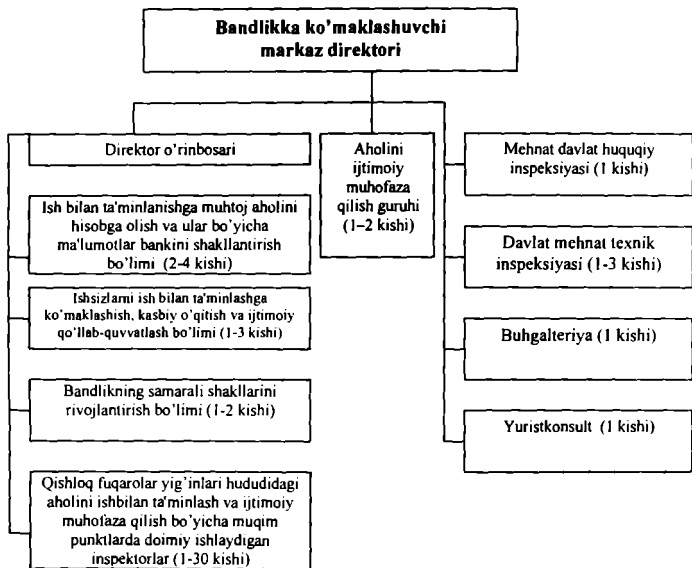 Bandlikka ko’maklashuvchi
markaz direktori
Direktor o’rinbosari
Ish bilan ta'minlanishga muhtoj aholini
hisobga olish va ular bo’yicha
ma'lumotlar bankini shakllantirish
bo’limi (2-4 kishi)
Ishsizlarni ish bilan ta'minlashga
ko’maklashish, kasbiy o’qitish va ijtimoiy
qo’llab-quvvatlash bo’limi (1-3 kishi)
Bandlikning samarali shakllarini
rivojlantirish bo’limi (1-2 kishi)
Qishloq fuqarolar yig’inlari hududidagi
aholini ishbilan ta'minlash va ijtimoiy
muhofaza qilish bo’yicha muqim
punktlarda doimiy ishlaydigan
inspektorlar (1-30 kishi)
Aholini
ijtimoiy
muhofaza
qilish guruhi
(1–2 kishi)
Mehnat davlat huquqiy
inspeksiyasi (1 kishi)
Davlat mehnat texnik
inspeksiyasi (1-3 kishi)
Buhgalteriya (1 kishi)
Yuristkonsult (1 kishi)